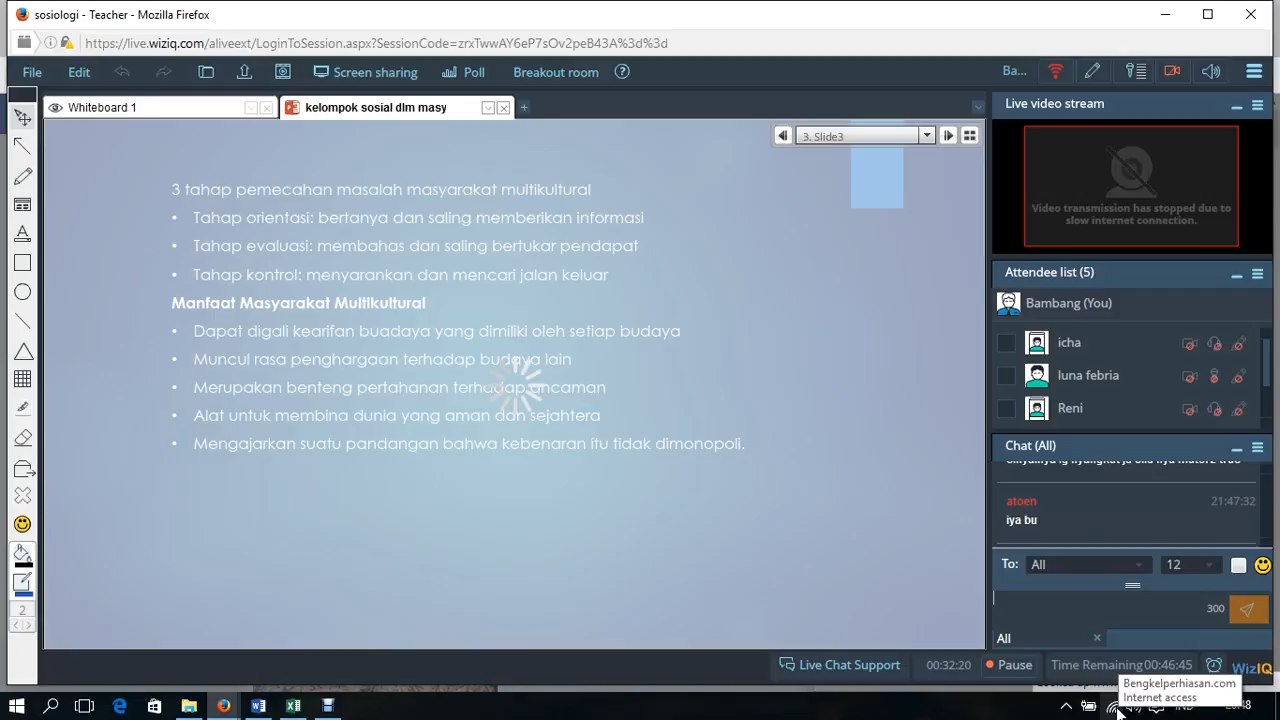 sosiologi - Teacher - Mozilla Firefox
https://live.wiziq.com/aliveext/LoginToSession.aspx?SessionCode=zrxTwwAY6eP7sOv2peB43A%3d%3d
File Edit Screen sharing Poll Breakout room ? Ba...
Whiteboard 1
kelompok sosial dlm masy
3. Slide3
3 tahap pemecahan masalah masyarakat multikultural
• Tahap orientasi: bertanya dan saling memberikan informasi
• Tahap evaluasi: membahas dan saling bertukar pendapat
• Tahap kontrol: menyarankan dan mencari jalan keluar
Manfaat Masyarakat Multikultural
• Dapat digali kearifan buadaya yang dimiliki oleh setiap budaya
• Muncul rasa penghargaan terhadap budaya lain
• Merupakan benteng pertahanan terhadap ancaman
• Alat untuk membina dunia yang aman dan sejahtera
• Mengajarkan suatu pandangan bahwa kebenaran itu tidak dimonopoli.
2
Live video stream
Video transmission has stopped due to
slow internet connection.
Attendee list (5)
Bambang (You)
icha
luna febria
Reni
Chat (All)
atoen 21:47:32
iya bu
To: All 12
300
All
Live Chat Support 00:32:20 Pause Time Remaining 00:46:45 WizIQ
Bengkelperhiasan.com
Internet access